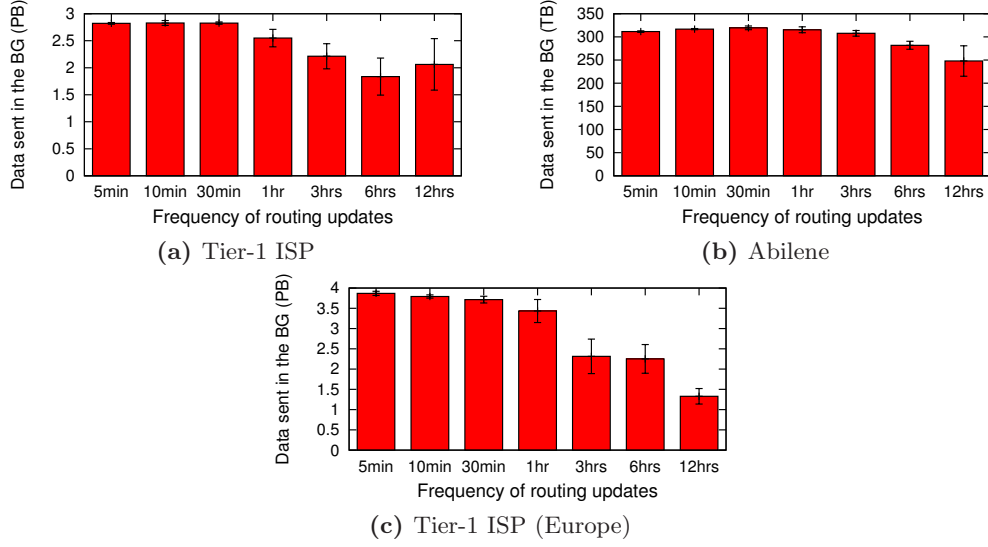 Data sent in the BG (PB)
3
2.5
2
1.5
1
0.5
0
5min 10min 30min 1hr 3hrs 6hrs 12hrs
Frequency of routing updates
(a) Tier-1 ISP
Data sent in the BG (TB)
350
300
250
200
150
100
50
0
5min 10min 30min 1hr 3hrs 6hrs 12hrs
Frequency of routing updates
(b) Abilene
Data sent in the BG (PB)
4
3.5
3
2.5
2
1.5
1
0.5
0
5min 10min 30min 1hr 3hrs 6hrs 12hrs
Frequency of routing updates
(c) Tier-1 ISP (Europe)